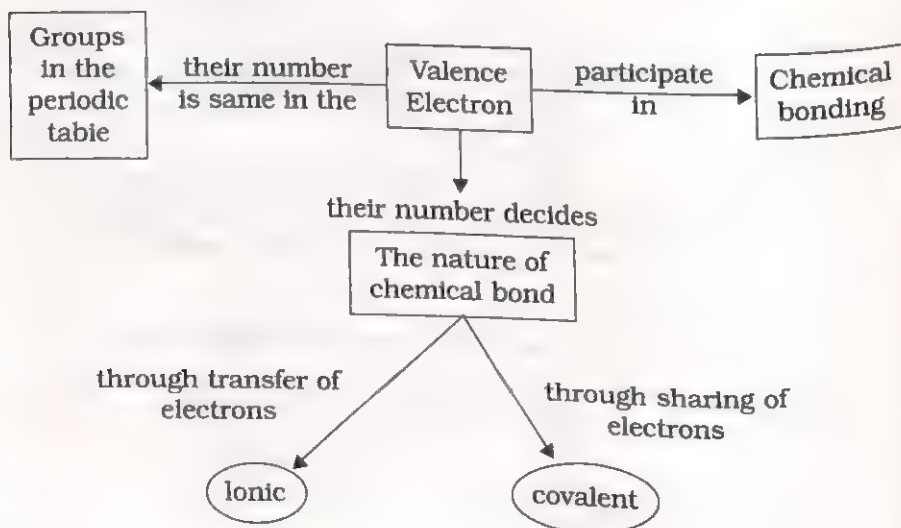 Groups
in the
periodic
tabie
their number
is same in the
Valence
Electron
participate
in
Chemical
bonding
their number decides
The nature of
chemical bond
through transfer of
electrons
through sharing of
electrons
Ionic
covalent